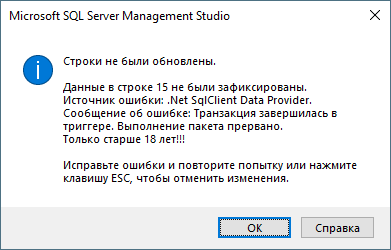 Microsoft SQL Server Management Studio
Строки не были обновлены.
Данные в строке 15 не были зафиксированы.
Источник ошибки: .Net SqlClient Data Provider.
Сообщение об ошибке: Транзакция завершилась в
триггере. Выполнение пакета прервано.
Только старше 18 лет!!!
Исправьте ошибки и повторите попытку или нажмите
клавишу ESC, чтобы отменить изменения.
OK
Справка